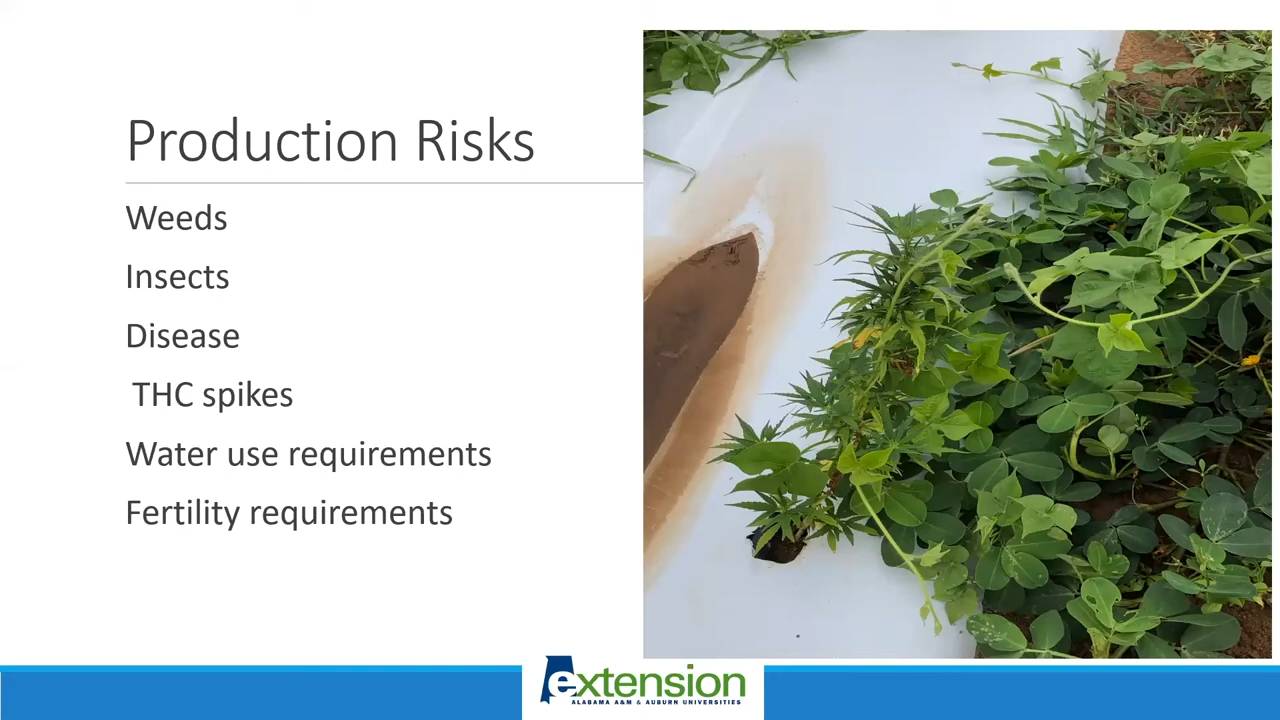 Production Risks
Weeds
Insects
Disease
THC spikes
Water use requirements
Fertility requirements
extension
ALABAMA A&M & AUBURN UNIVERSITIES